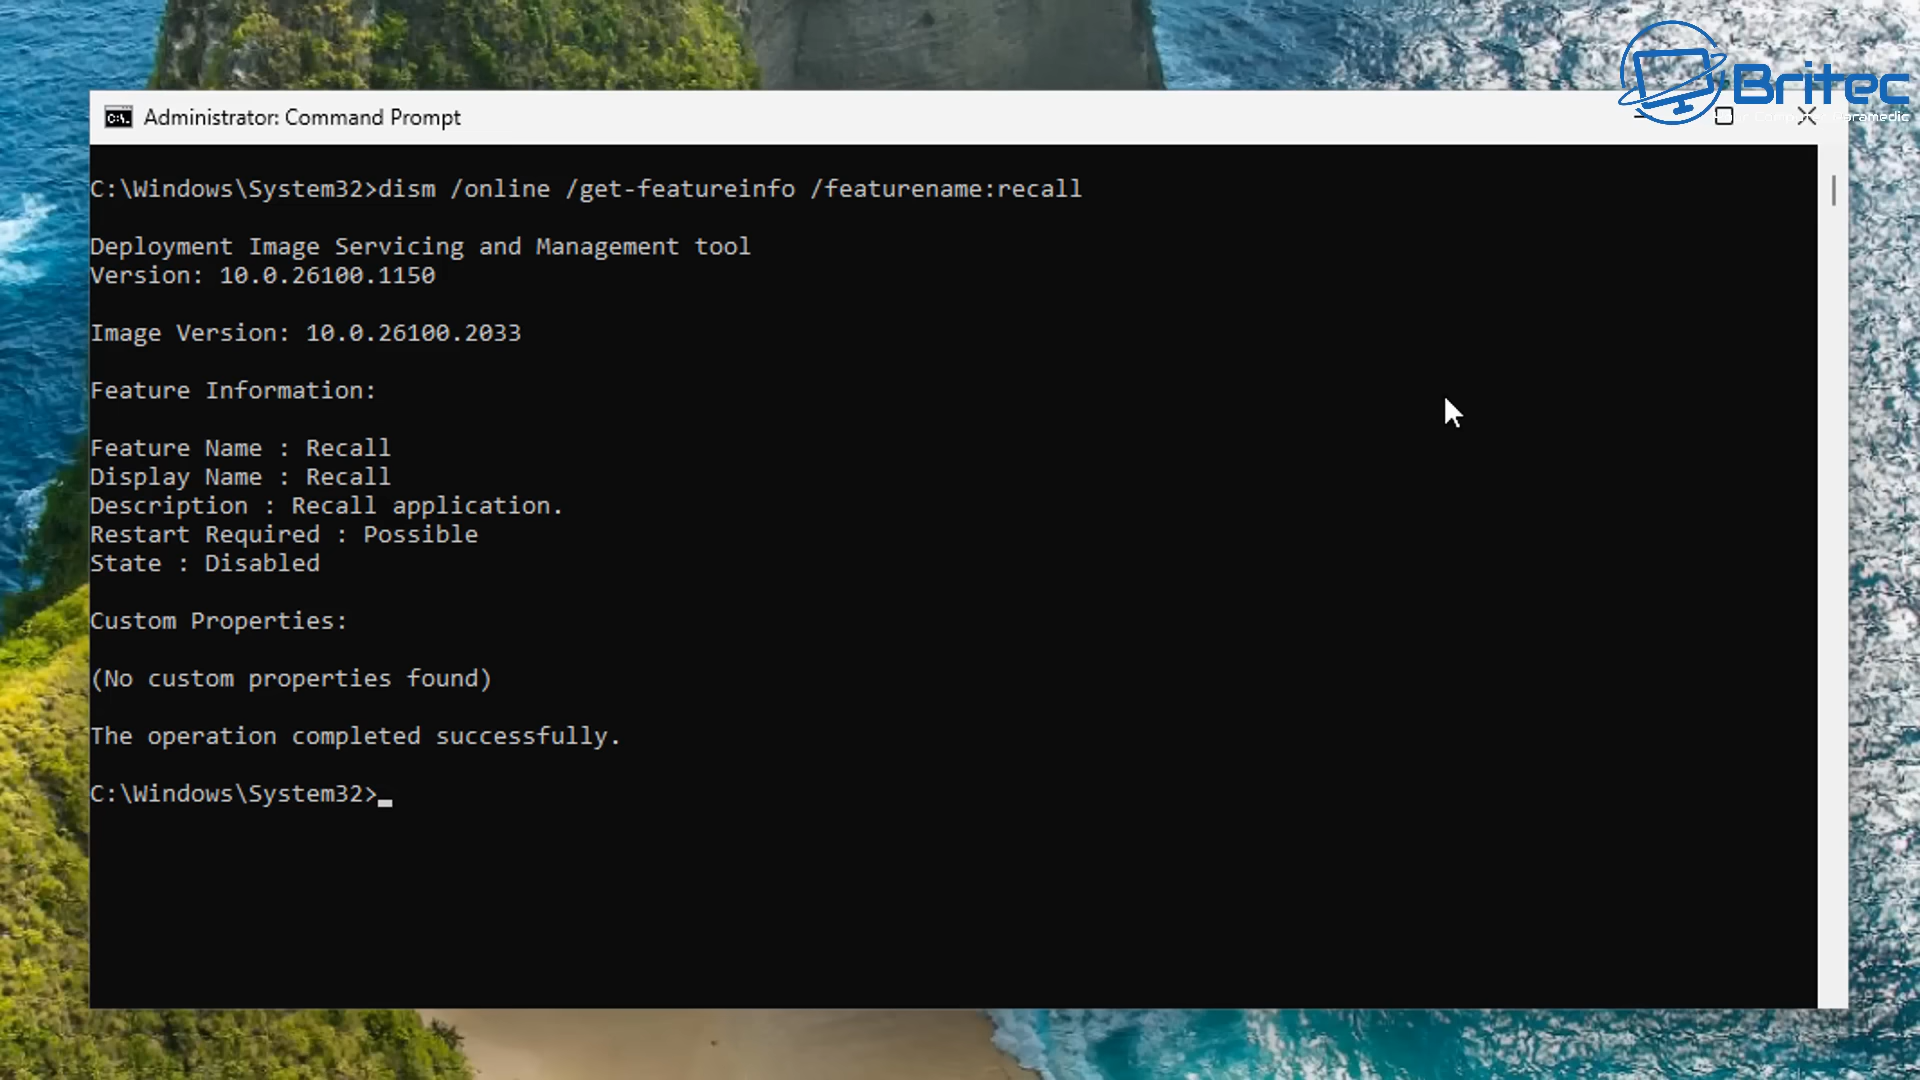 Britec
Administrator: Command Prompt
C:\Windows\System32>dism /online /get-featureinfo /featurename:recall
Deployment Image Servicing and Management tool
Version: 10.0.26100.1150
Image Version: 10.0.26100.2033
Feature Information:
Feature Name : Recall
Display Name : Recall
Description : Recall application.
Restart Required : Possible
State : Disabled
Custom Properties:
(No custom properties found)
The operation completed successfully.
C:\Windows\System32>